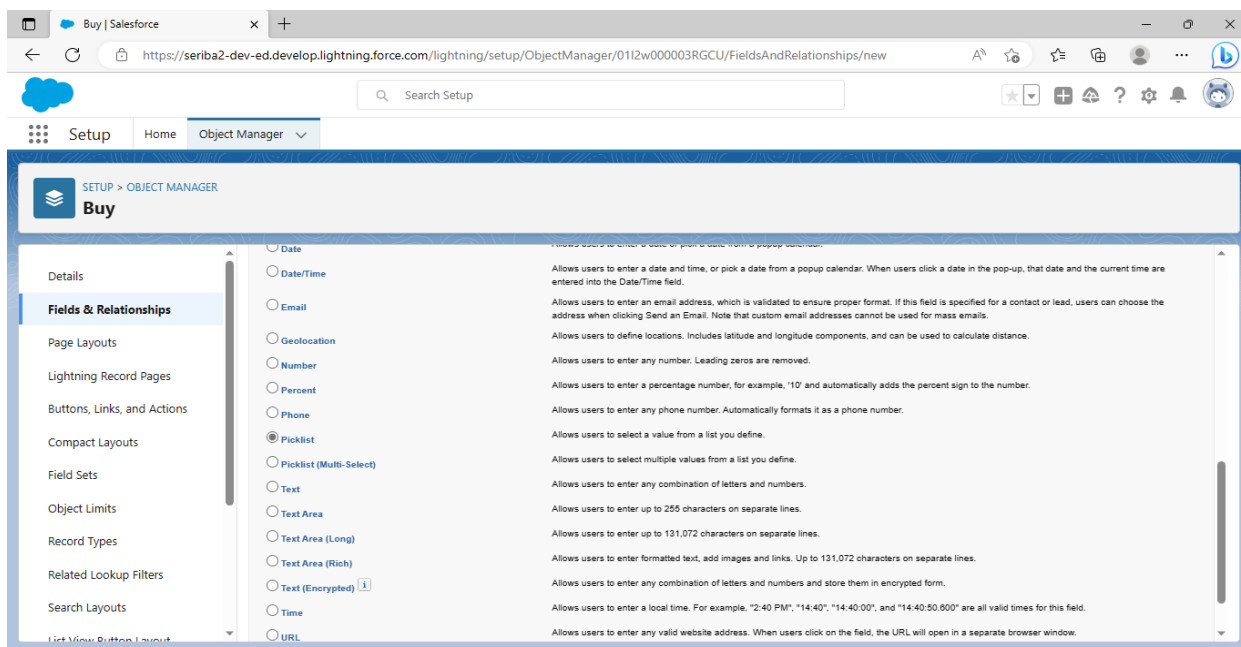 Buy | Salesforce
https://seriba2-dev-ed.develop.lightning.force.com/lightning/setup/ObjectManager/01I2w000003RGCU/FieldsAndRelationships/new
Search Setup
Setup Home Object Manager
SETUP > OBJECT MANAGER
Buy
Details
Fields & Relationships
Page Layouts
Lightning Record Pages
Buttons, Links, and Actions
Compact Layouts
Field Sets
Object Limits
Record Types
Related Lookup Filters
Search Layouts
List View Button Layout
Date Allows users to enter a date or pick a date from a popup calendar.
Date/Time Allows users to enter a date and time, or pick a date from a popup calendar. When users click a date in the pop-up, that date and the current time are
entered into the Date/Time field.
Email Allows users to enter an email address, which is validated to ensure proper format. If this field is specified for a contact or lead, users can choose the
address when clicking Send an Email. Note that custom email addresses cannot be used for mass emails.
Geolocation Allows users to define locations. Includes latitude and longitude components, and can be used to calculate distance.
Number Allows users to enter any number. Leading zeros are removed.
Percent Allows users to enter a percentage number, for example, '10' and automatically adds the percent sign to the number.
Phone Allows users to enter any phone number. Automatically formats it as a phone number.
Picklist Allows users to select a value from a list you define.
Picklist (Multi-Select) Allows users to select multiple values from a list you define.
Text Allows users to enter any combination of letters and numbers.
Text Area Allows users to enter up to 255 characters on separate lines.
Text Area (Long) Allows users to enter up to 131,072 characters on separate lines.
Text Area (Rich) Allows users to enter formatted text, add images and links. Up to 131,072 characters on separate lines.
Text (Encrypted) i Allows users to enter any combination of letters and numbers and store them in encrypted form.
Time Allows users to enter a local time. For example, "2:40 PM", "14:40", "14:40:00", and "14:40:50.600" are all valid times for this field.
URL Allows users to enter any valid website address. When users click on the field, the URL will open in a separate browser window.